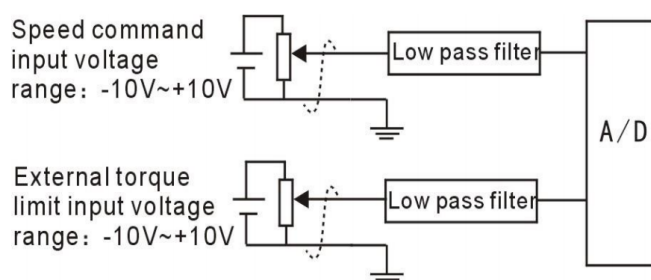 Speed command
input voltage
range: -10V~+10V
Low pass filter
A/D
External torque
limit input voltage
range: -10V~+10V
Low pass filter